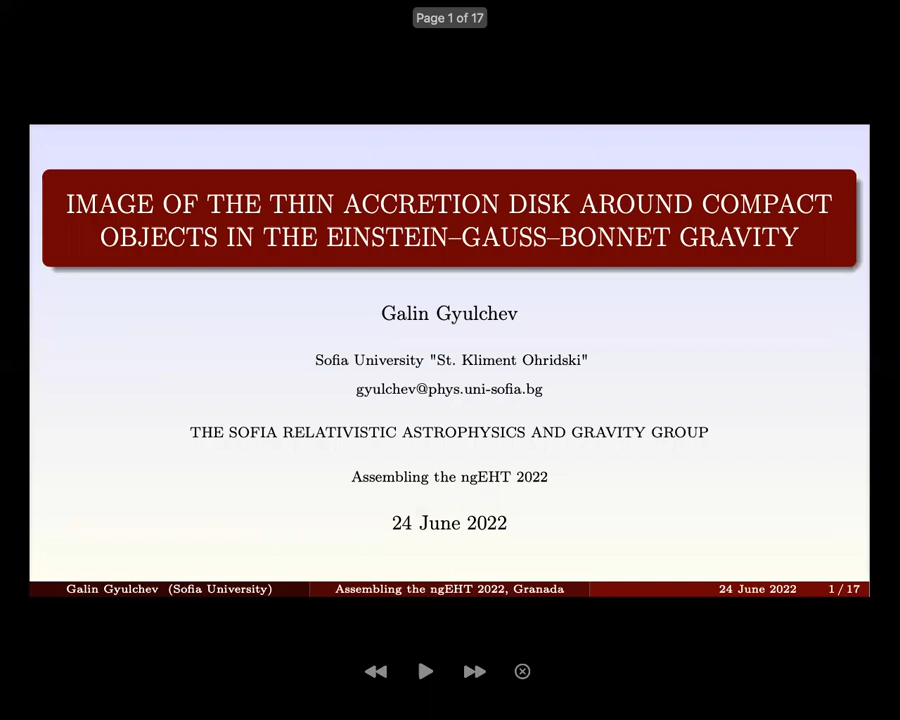 Page 1 of 17
IMAGE OF THE THIN ACCRETION DISK AROUND COMPACT
OBJECTS IN THE EINSTEIN–GAUSS–BONNET GRAVITY
Galin Gyulchev
Sofia University "St. Kliment Ohridski"
gyulchev@phys.uni-sofia.bg
THE SOFIA RELATIVISTIC ASTROPHYSICS AND GRAVITY GROUP
Assembling the ngEHT 2022
24 June 2022
Galin Gyulchev (Sofia University) Assembling the ngEHT 2022, Granada 24 June 2022 1 / 17